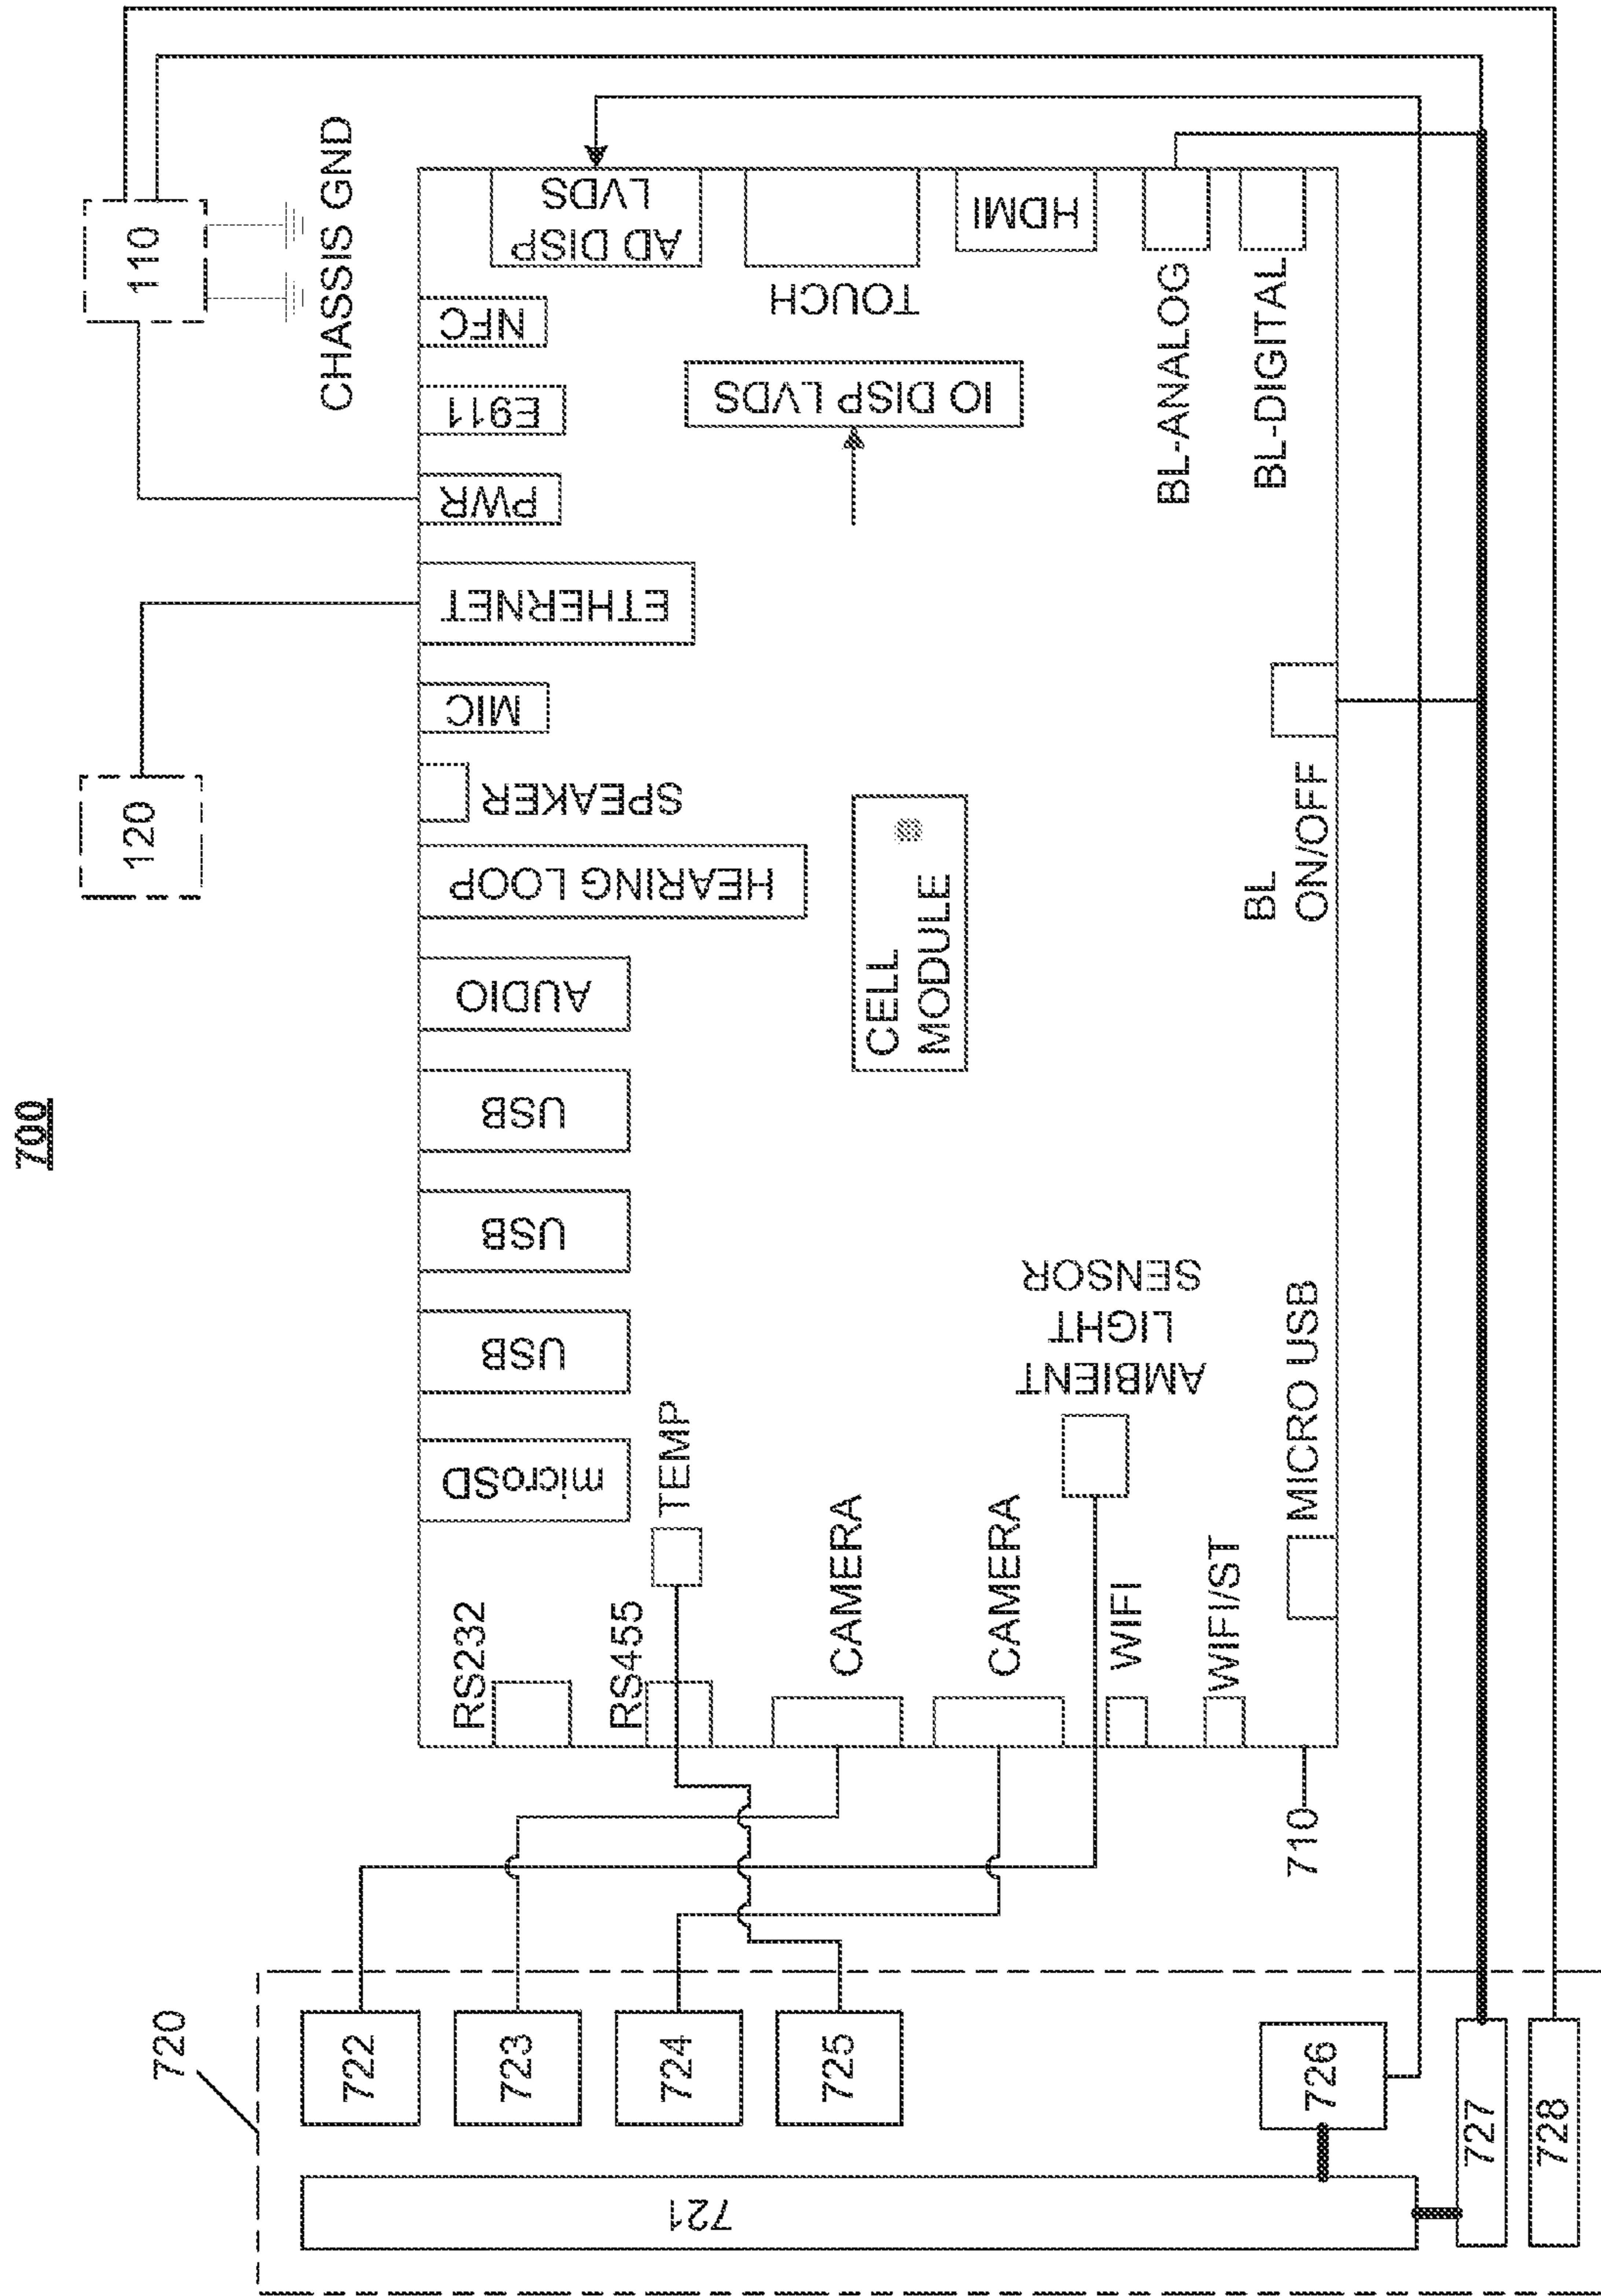 700
720
722
723
724
725
721
726
727
728
710
RS232
RS455
CAMERA
CAMERA
WIFI
WIFI/ST
MICRO USB
TEMP
AMBIENT
LIGHT
SENSOR
microSD
USB
USB
USB
AUDIO
HEARING LOOP
SPEAKER
MIC
ETHERNET
PWR
E911
NFC
120
110
CHASSIS GND
CELL
MODULE
BL
ON/OFF
IO DISP LVDS
AD DISP
LVDS
TOUCH
HDMI
BL-ANALOG
BL-DIGITAL